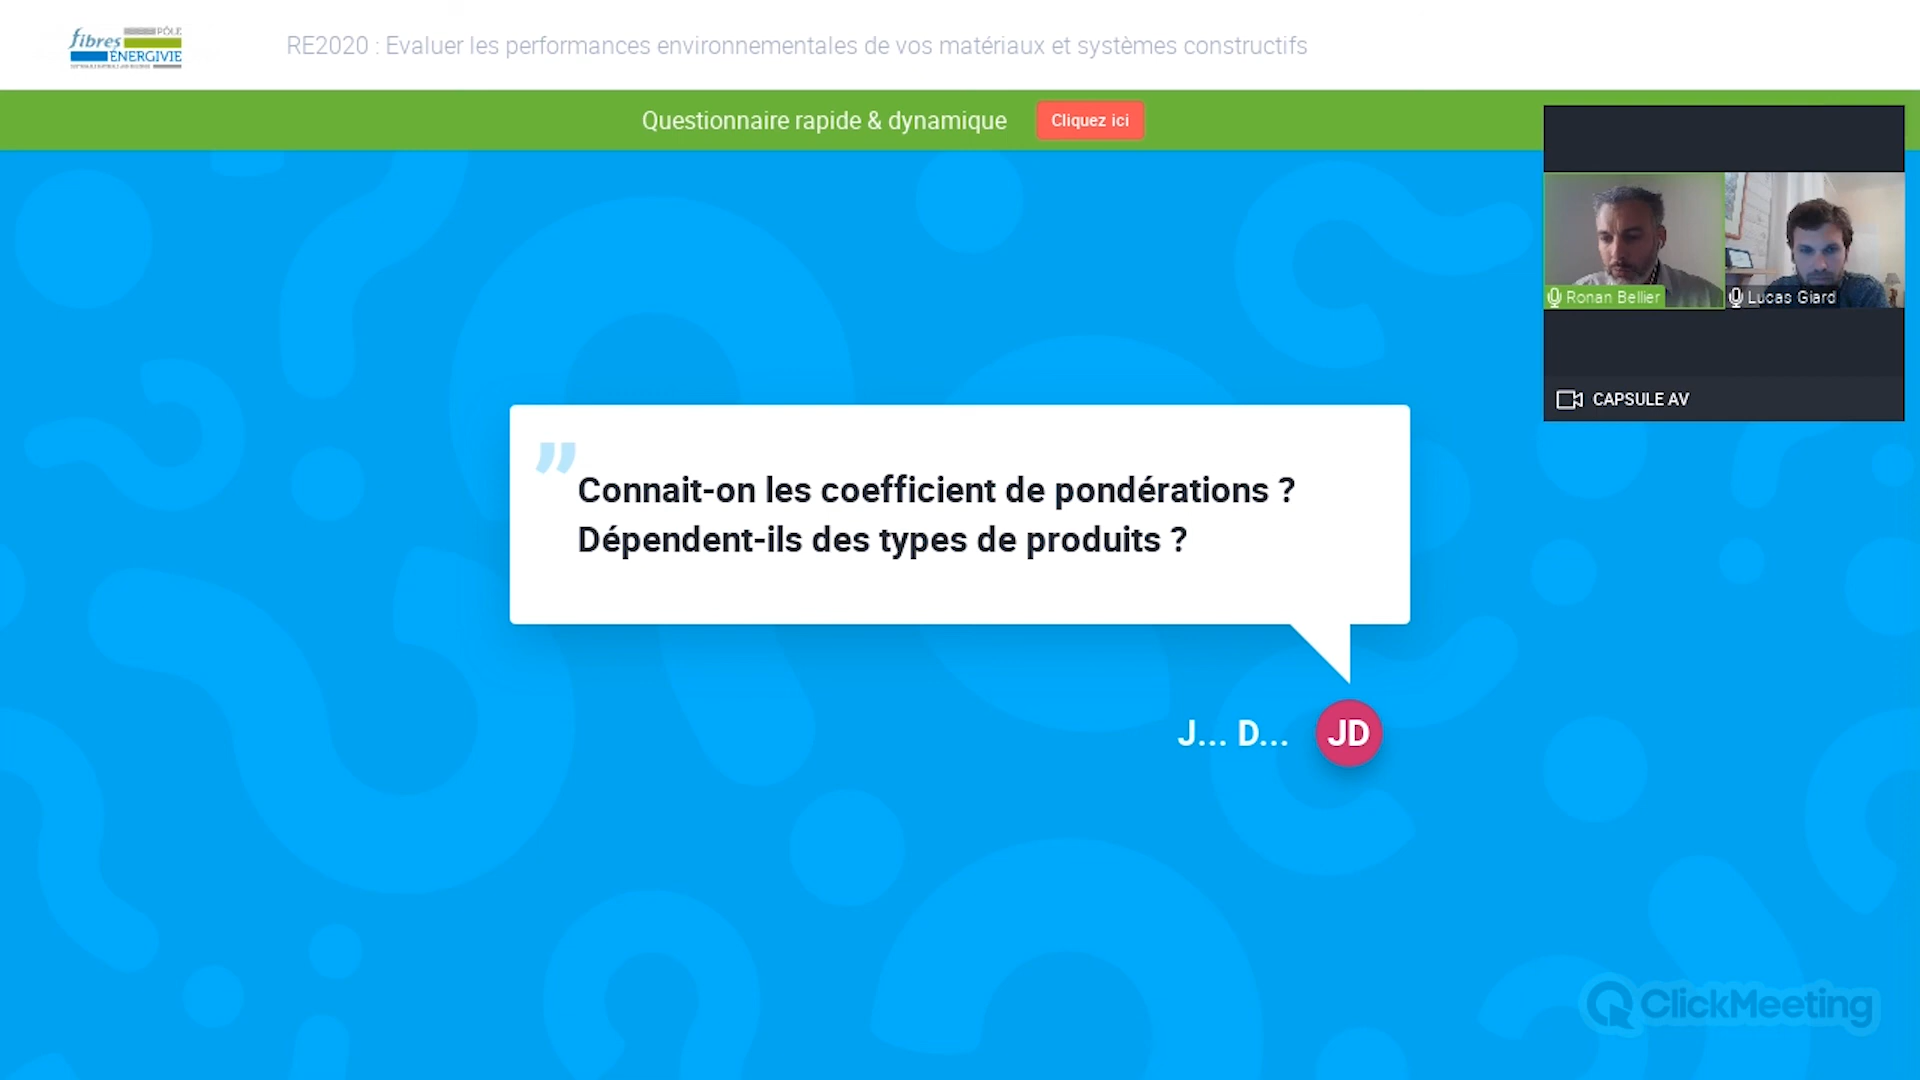 fibres
PÔLE
ÉNERGIVIE
RE2020 : Evaluer les performances environnementales de vos matériaux et systèmes constructifs
Questionnaire rapide & dynamique
Cliquez ici
Ronan Bellier
Lucas Giard
CAPSULE AV
”
Connait-on les coefficient de pondérations ?
Dépendent-ils des types de produits ?
J... D...
JD
ClickMeeting